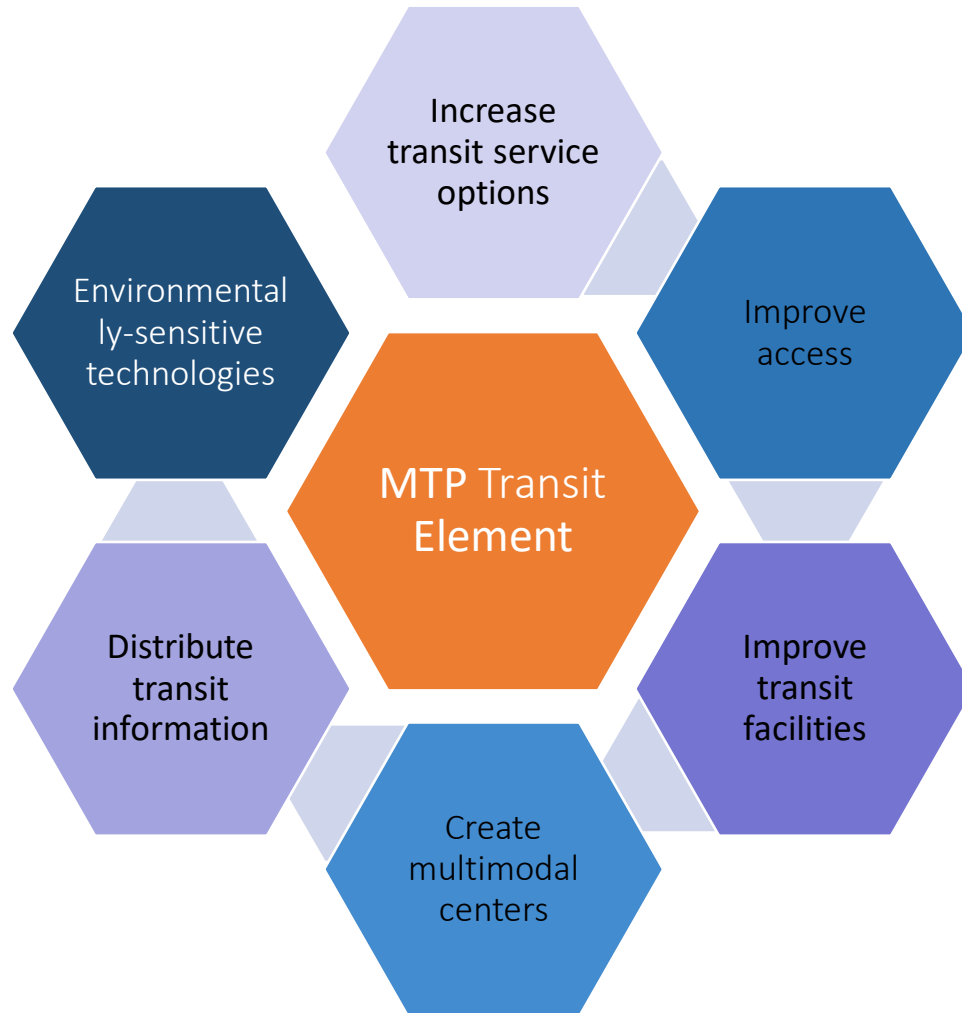 Increase
transit service
options
Improve
access
Improve
transit
facilities
Create
multimodal
centers
Distribute
transit
information
Environmental
ly-sensitive
technologies
MTP Transit
Element